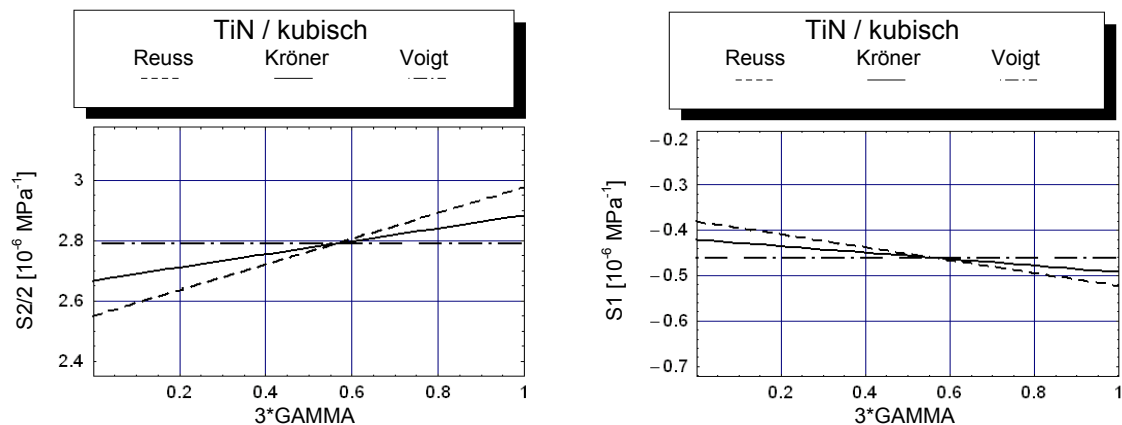 TiN / kubisch
Reuss Kröner Voigt
S2/2 [10⁻⁶ MPa⁻¹]
3
2.8
2.6
2.4
0.2 0.4 0.6 0.8 1
3*GAMMA
TiN / kubisch
Reuss Kröner Voigt
S1 [10⁻⁶ MPa⁻¹]
−0.2
−0.3
−0.4
−0.5
−0.6
−0.7
0.2 0.4 0.6 0.8 1
3*GAMMA